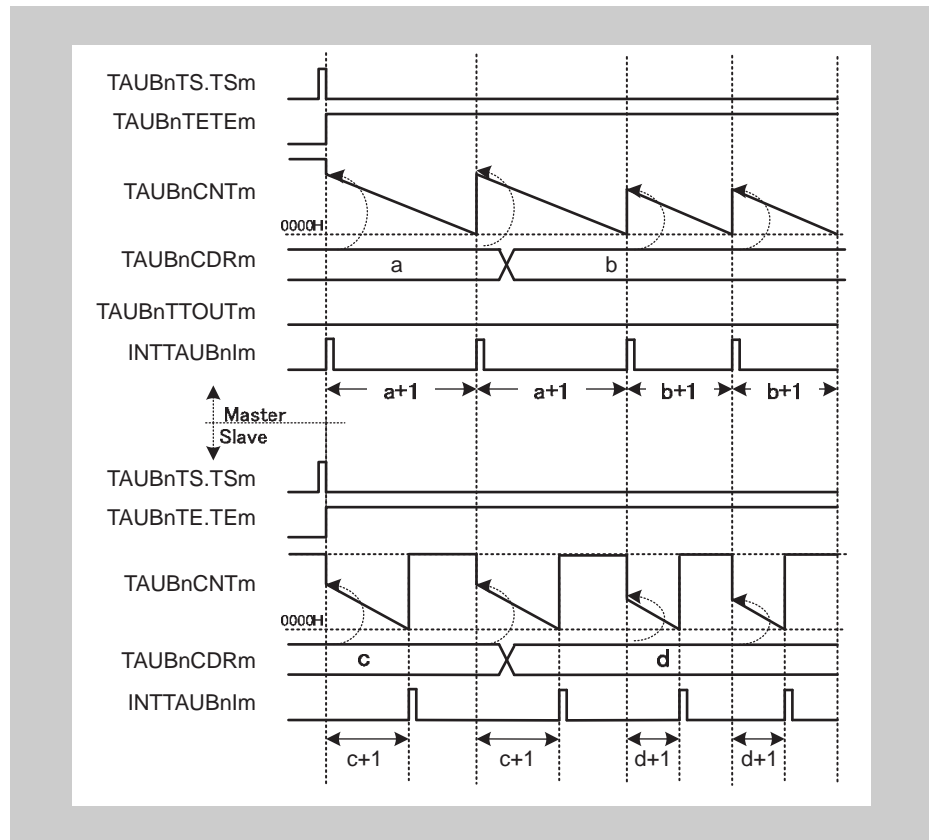 TAUBnTS.TSm
TAUBnTETEm
TAUBnCNTm
0000H
TAUBnCDRm
a b
TAUBnTTOUTm
INTTAUBnIm
a+1 a+1 b+1 b+1
Master
Slave
TAUBnTS.TSm
TAUBnTE.TEm
TAUBnCNTm
0000H
TAUBnCDRm
c d
INTTAUBnIm
c+1 c+1 d+1 d+1